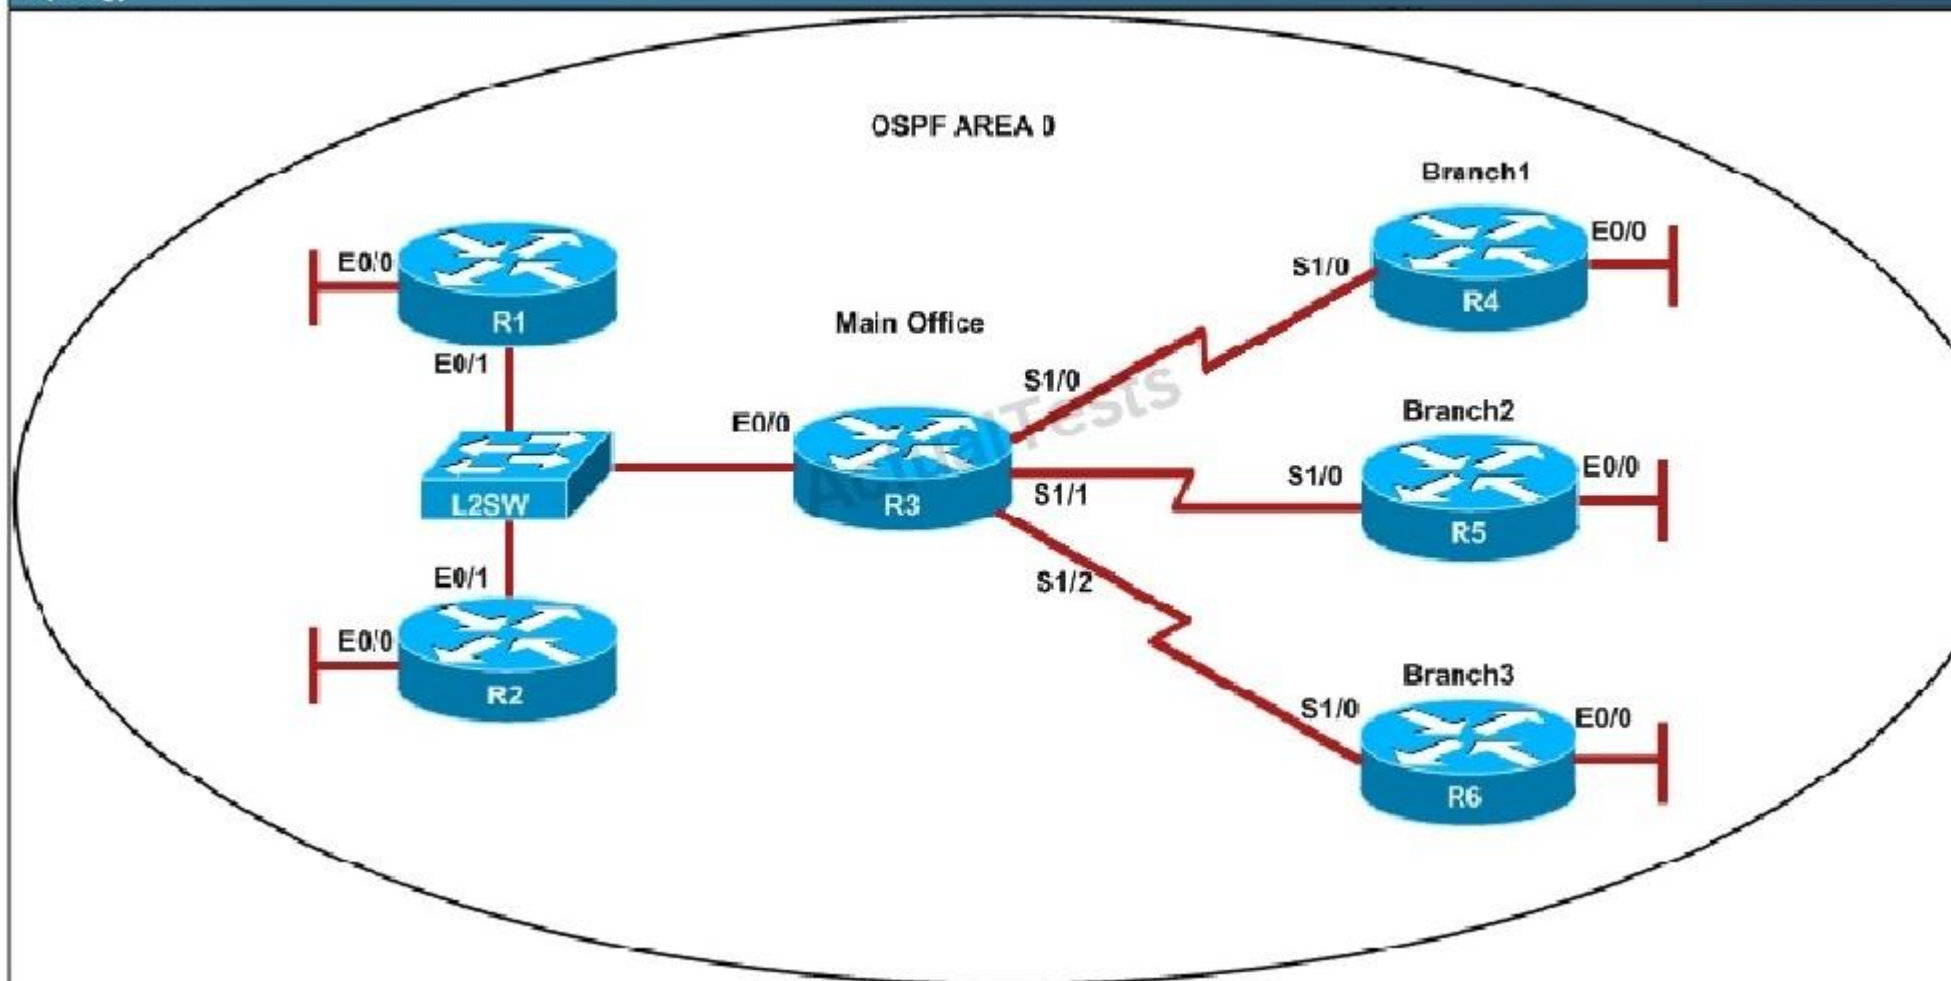 OSPF AREA 0
Branch1
E0/0
S1/0
R4
E0/0
R1
E0/1
Main Office
S1/0
Branch2
E0/0
R3
S1/1
S1/0
E0/0
R5
L2SW
E0/1
S1/2
E0/0
R2
Branch3
S1/0
E0/0
R6
ActualTests